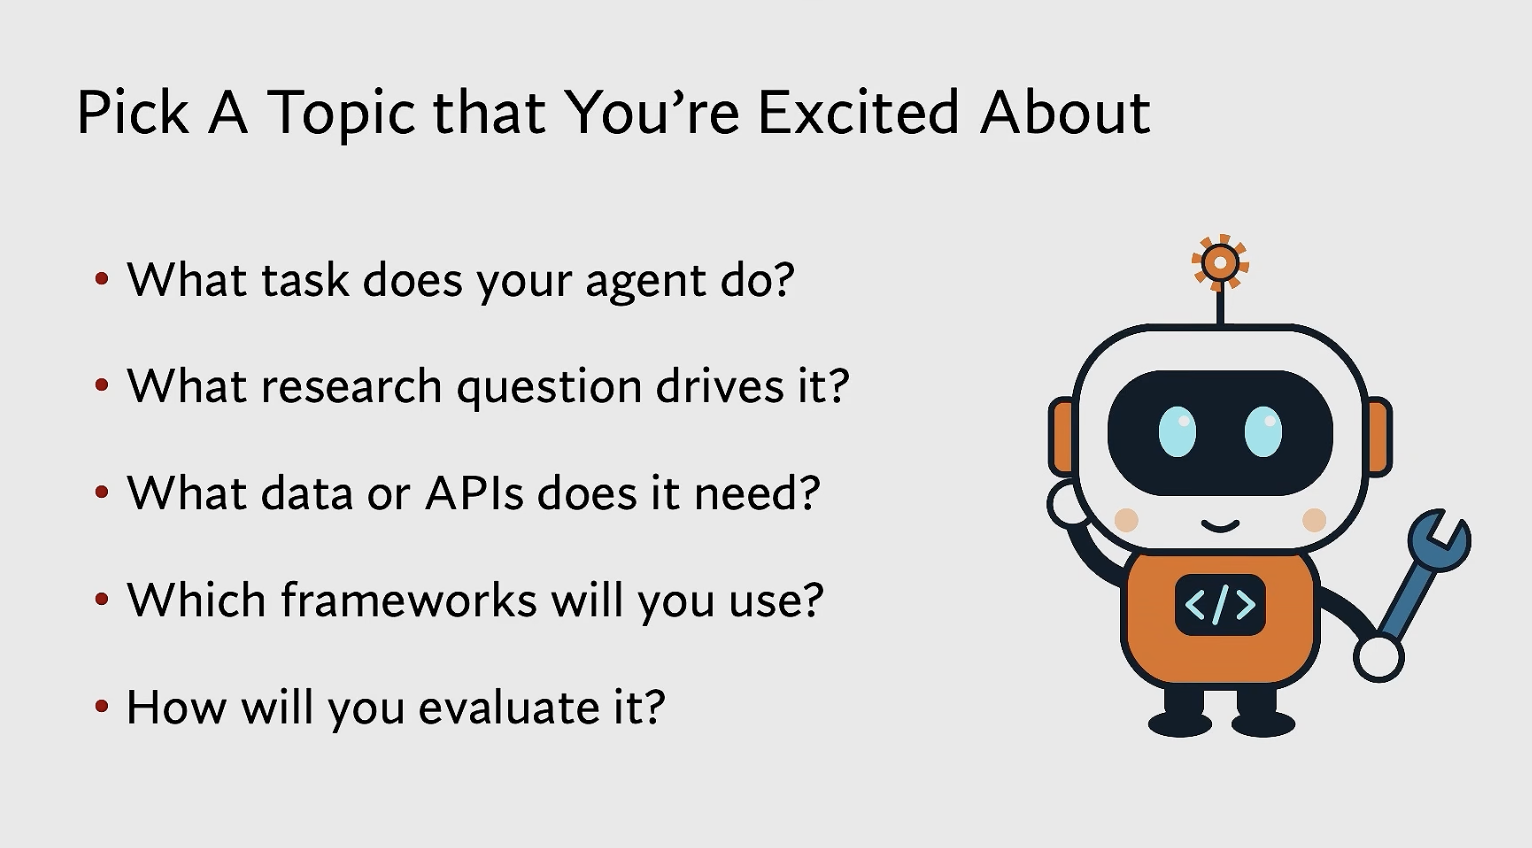 Pick A Topic that You’re Excited About
• What task does your agent do?
• What research question drives it?
• What data or APIs does it need?
• Which frameworks will you use?
• How will you evaluate it?
</>